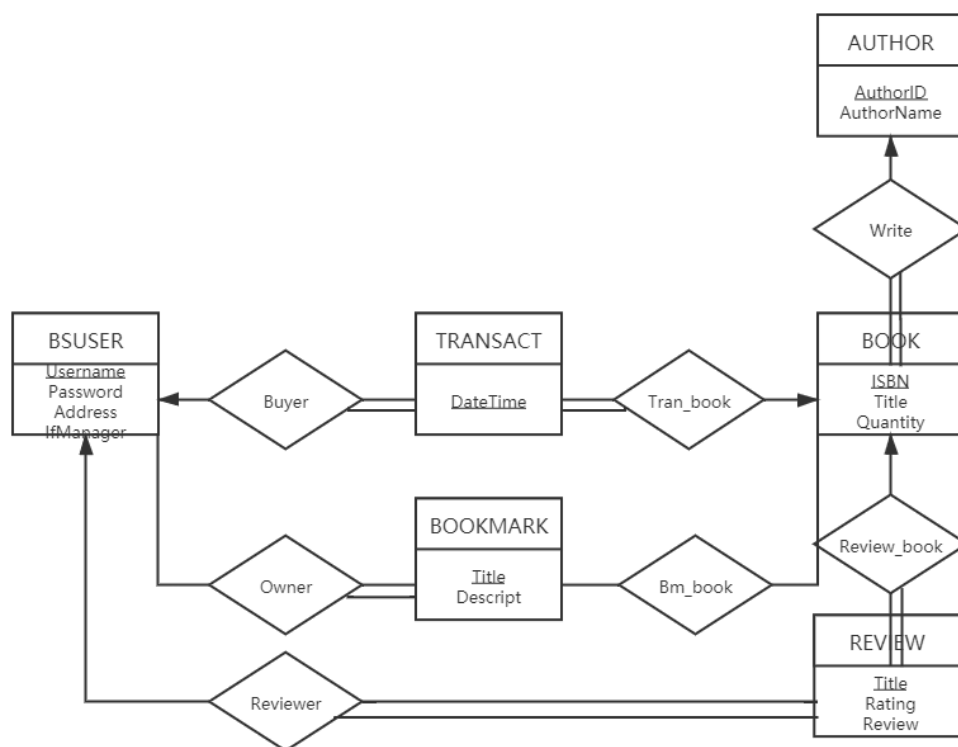 AUTHOR
AuthorID
AuthorName
Write
BSUSER
Username
Password
Address
IfManager
Buyer
TRANSACT
DateTime
Tran_book
BOOK
ISBN
Title
Quantity
Owner
BOOKMARK
Title
Descript
Bm_book
Review_book
Reviewer
REVIEW
Title
Rating
Review